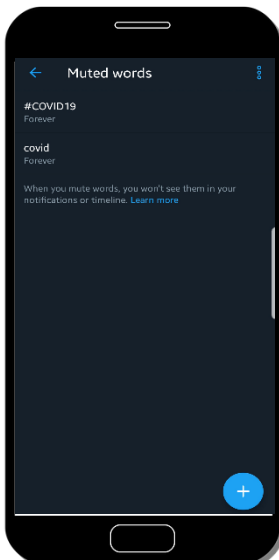 Muted words
#COVID19
Forever
covid
Forever
When you mute words, you won't see them in your
notifications or timeline. Learn more